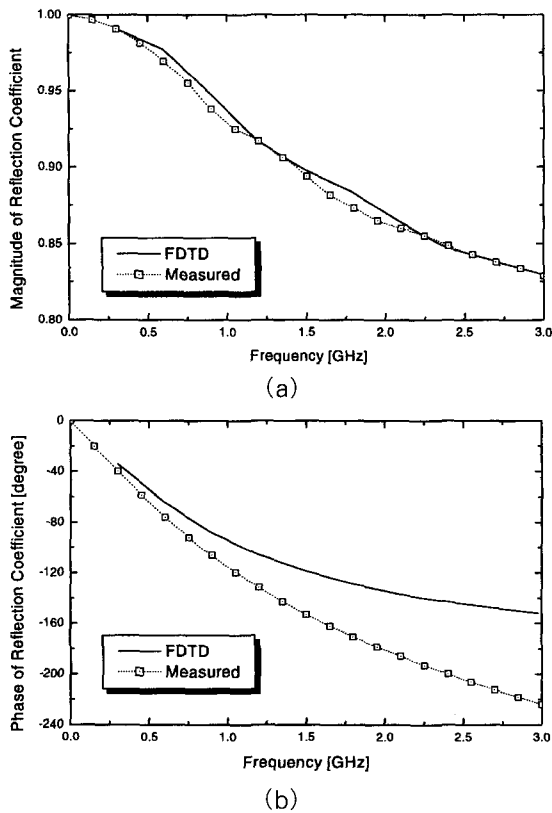 1.00
0.95
0.90
0.85
0.80
Magnitude of Reflection Coefficient
FDTD
Measured
0.0 0.5 1.0 1.5 2.0 2.5 3.0
Frequency [GHz]
(a)
0
-40
-80
-120
-160
-200
-240
Phase of Reflection Coefficient [degree]
FDTD
Measured
0.0 0.5 1.0 1.5 2.0 2.5 3.0
Frequency [GHz]
(b)